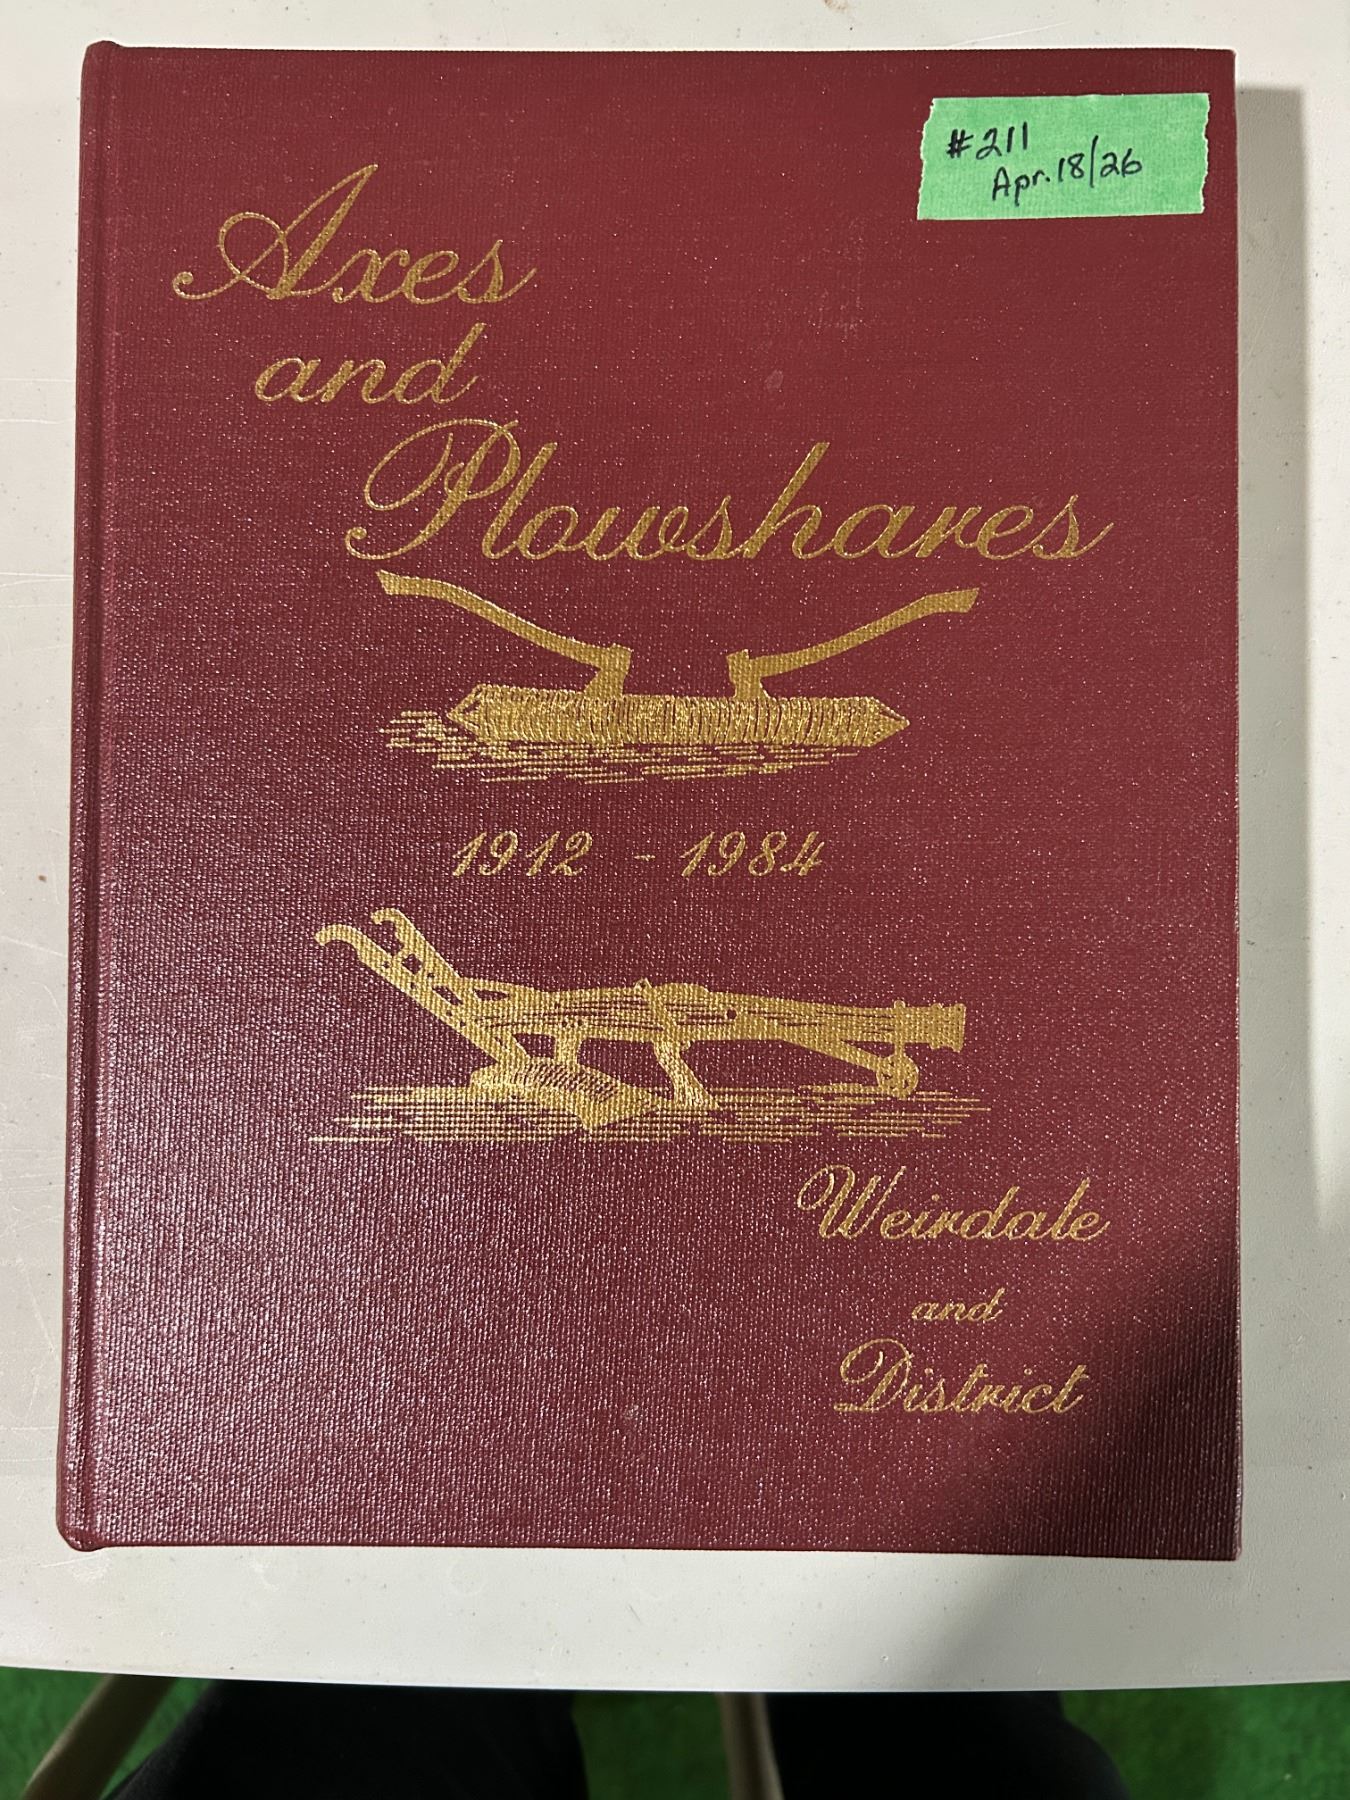 #211
Apr. 18/26
Axes
and
Plowshares
1912 - 1984
Weirdale
and
District